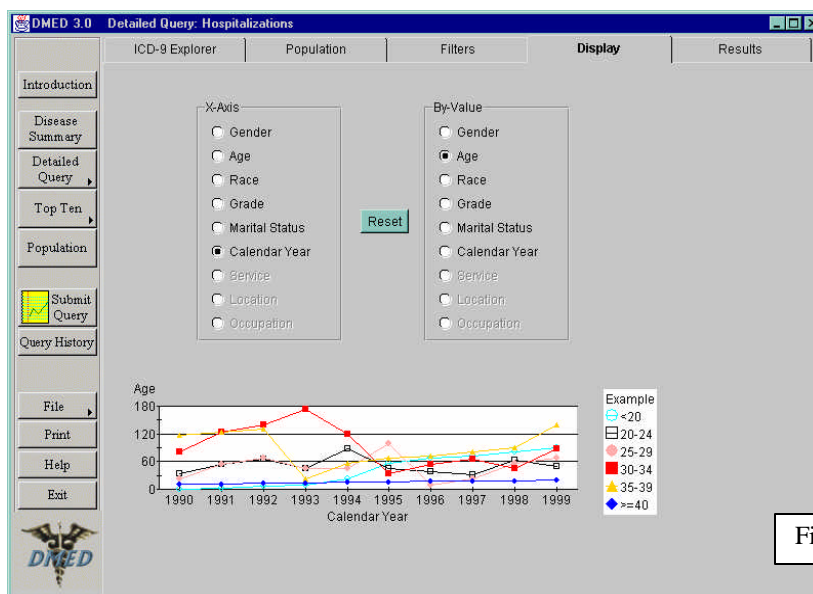 DMED 3.0 Detailed Query: Hospitalizations
ICD-9 Explorer Population Filters Display Results
Introduction
Disease
Summary
Detailed
Query
Top Ten
Population
Submit
Query
Query History
File
Print
Help
Exit
DMED
X-Axis
Gender
Age
Race
Grade
Marital Status
Calendar Year
Service
Location
Occupation
Reset
By-Value
Gender
Age
Race
Grade
Marital Status
Calendar Year
Service
Location
Occupation
Age
180
120
60
0
1990 1991 1992 1993 1994 1995 1996 1997 1998 1999
Calendar Year
Example
<20
20-24
25-29
30-34
35-39
>=40
Fi